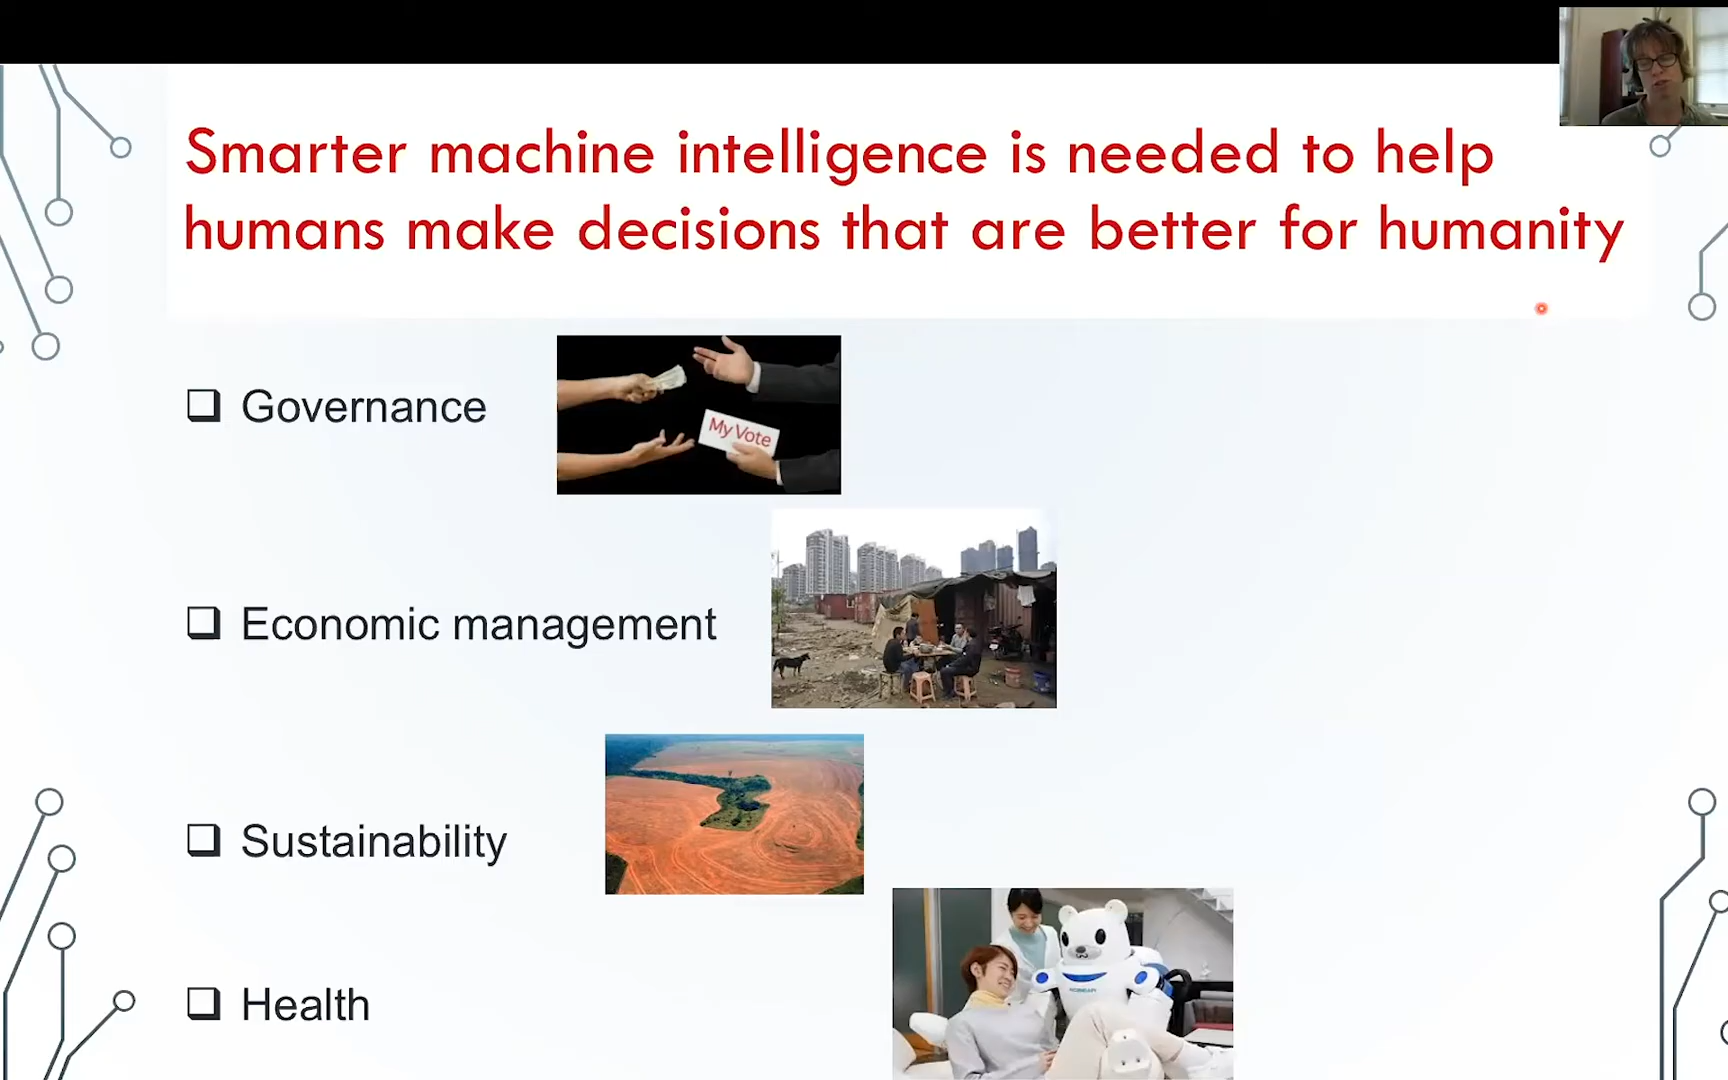 Smarter machine intelligence is needed to help
humans make decisions that are better for humanity
Governance
My Vote
Economic management
Sustainability
Health